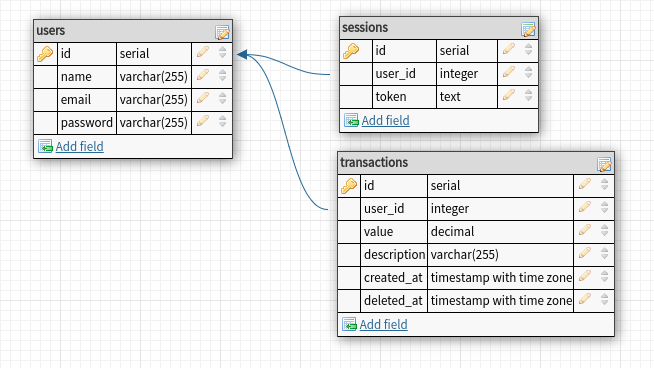 users
id serial
name varchar(255)
email varchar(255)
password varchar(255)
Add field
sessions
id serial
user_id integer
token text
Add field
transactions
id serial
user_id integer
value decimal
description varchar(255)
created_at timestamp with time zone
deleted_at timestamp with time zone
Add field